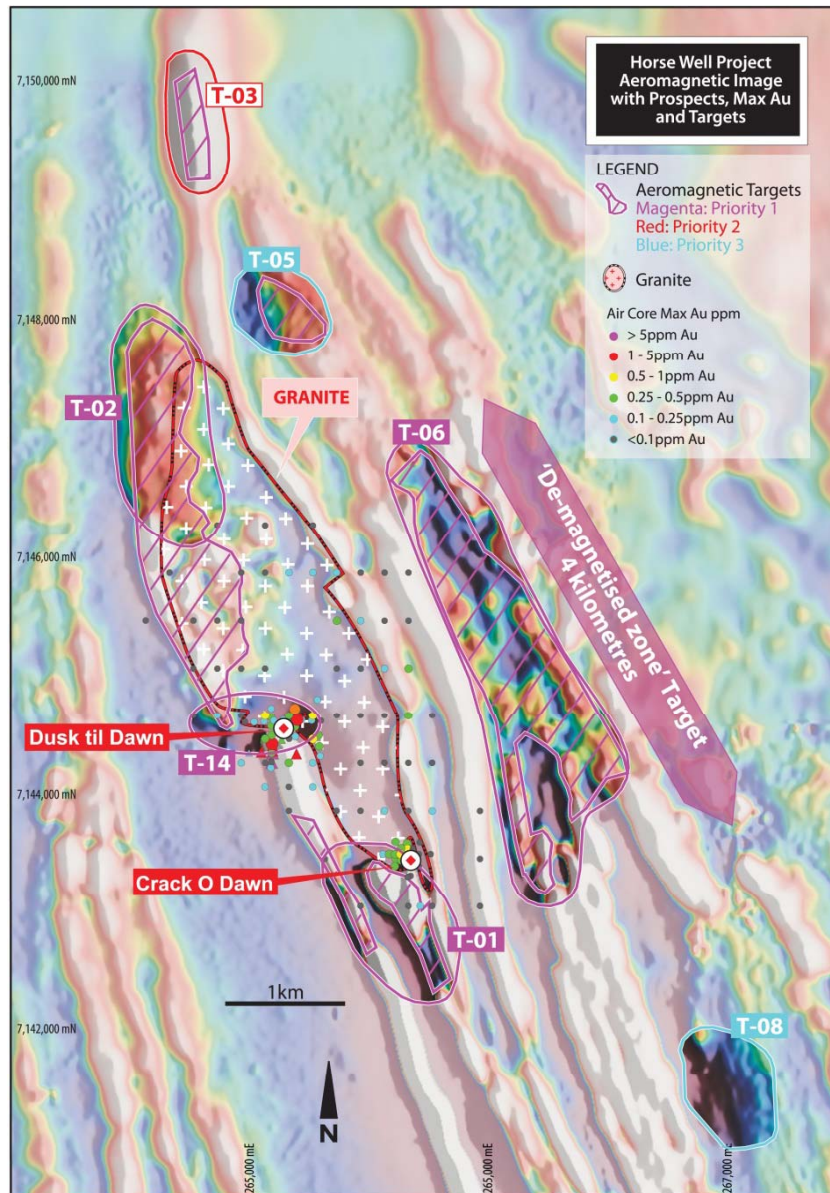 Horse Well Project
Aeromagnetic Image
with Prospects, Max Au
and Targets
LEGEND
Aeromagnetic Targets
Magenta: Priority 1
Red: Priority 2
Blue: Priority 3
Granite
Air Core Max Au ppm
> 5ppm Au
1 - 5ppm Au
0.5 - 1ppm Au
0.25 - 0.5ppm Au
0.1 - 0.25ppm Au
<0.1ppm Au
7,150,000 mN
T-03
T-05
7,148,000 mN
T-02
GRANITE
T-06
'De-magnetised zone' Target
4 kilometres
7,146,000 mN
Dusk til Dawn
T-14
7,144,000 mN
Crack O Dawn
T-01
1km
7,142,000 mN
T-08
N
265,000 mE
265,000 mE
267,000 mE